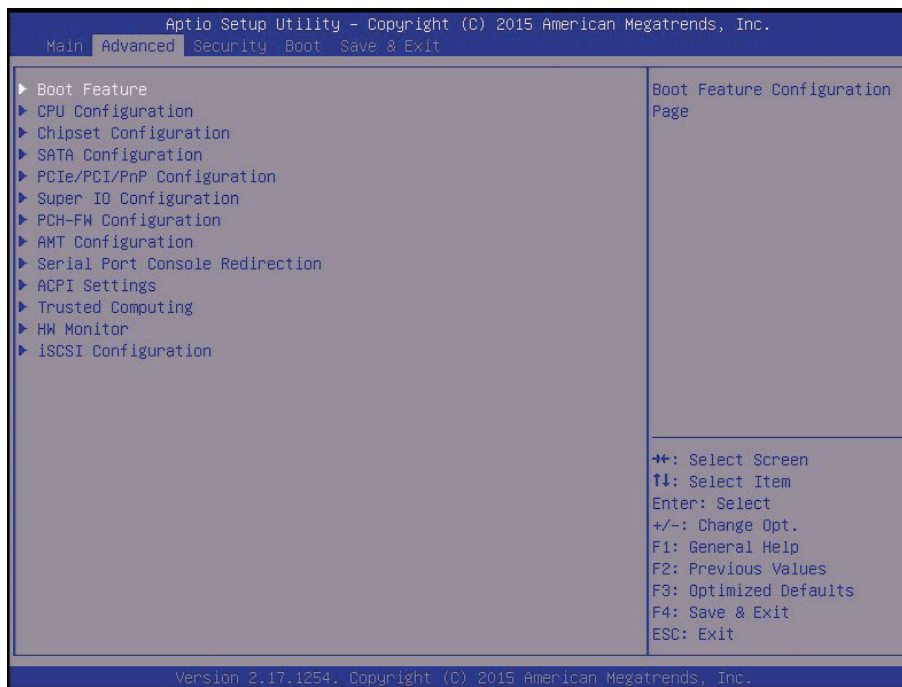 Aptio Setup Utility – Copyright (C) 2015 American Megatrends, Inc.
Main Advanced Security Boot Save & Exit
▶ Boot Feature
▶ CPU Configuration
▶ Chipset Configuration
▶ SATA Configuration
▶ PCIe/PCI/PnP Configuration
▶ Super IO Configuration
▶ PCH-FW Configuration
▶ AMT Configuration
▶ Serial Port Console Redirection
▶ ACPI Settings
▶ Trusted Computing
▶ HW Monitor
▶ iSCSI Configuration
Boot Feature Configuration
Page
→←: Select Screen
↑↓: Select Item
Enter: Select
+/-: Change Opt.
F1: General Help
F2: Previous Values
F3: Optimized Defaults
F4: Save & Exit
ESC: Exit
Version 2.17.1254. Copyright (C) 2015 American Megatrends, Inc.